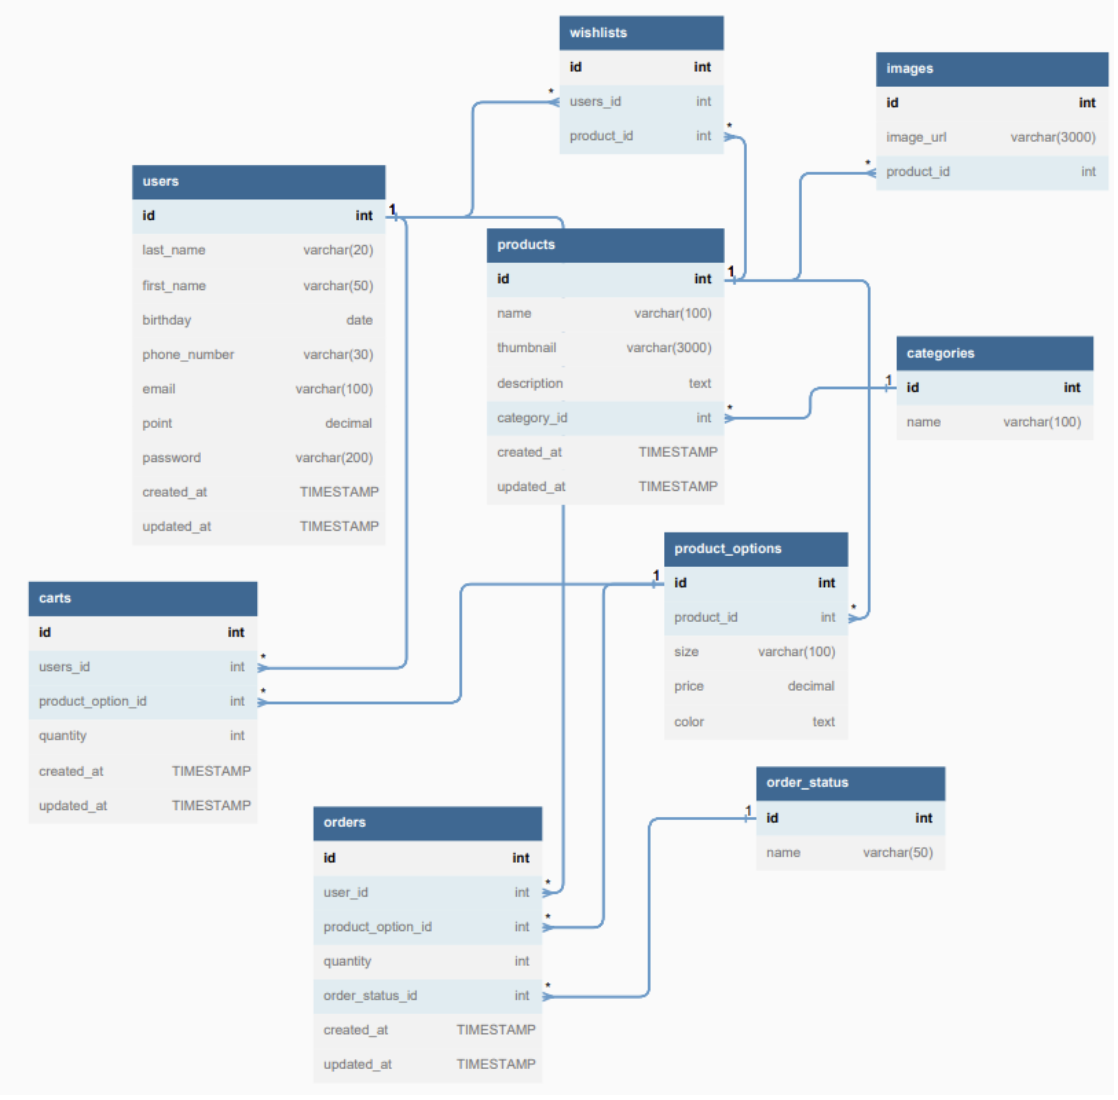 wishlists
id int
* users_id int
product_id int *
images
id int
image_url varchar(3000)
* product_id int
users
id int 1
last_name varchar(20)
first_name varchar(50)
birthday date
phone_number varchar(30)
email varchar(100)
point decimal
password varchar(200)
created_at TIMESTAMP
updated_at TIMESTAMP
products
id int 1
name varchar(100)
thumbnail varchar(3000)
description text
category_id int *
created_at TIMESTAMP
updated_at TIMESTAMP
categories
1 id int
name varchar(100)
product_options
1 id int
product_id int *
size varchar(100)
price decimal
color text
carts
id int
users_id int *
product_option_id int *
quantity int
created_at TIMESTAMP
updated_at TIMESTAMP
order_status
1 id int
name varchar(50)
orders
id int
user_id int *
product_option_id int *
quantity int
order_status_id int *
created_at TIMESTAMP
updated_at TIMESTAMP